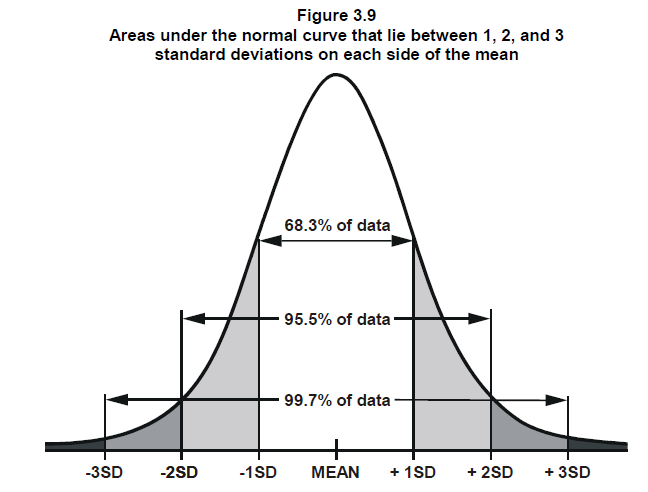 Figure 3.9
Areas under the normal curve that lie between 1, 2, and 3
standard deviations on each side of the mean
68.3% of data
95.5% of data
99.7% of data
-3SD -2SD -1SD MEAN + 1SD + 2SD + 3SD